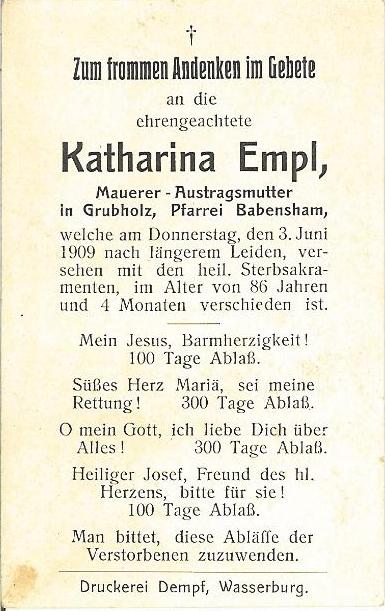 †
Zum frommen Andenken im Gebete
an die
ehrengeachtete
Katharina Empl,
Mauerer - Austragsmutter
in Grubholz, Pfarrei Babensham,
welche am Donnerstag, den 3. Juni
1909 nach längerem Leiden, ver-
sehen mit den heil. Sterbsakra-
menten, im Alter von 86 Jahren
und 4 Monaten verschieden ist.
Mein Jesus, Barmherzigkeit!
100 Tage Ablaß.
Süßes Herz Mariä, sei meine
Rettung! 300 Tage Ablaß.
O mein Gott, ich liebe Dich über
Alles! 300 Tage Ablaß.
Heiliger Josef, Freund des hl.
Herzens, bitte für sie!
100 Tage Ablaß.
Man bittet, diese Abläſſe der
Verstorbenen zuzuwenden.
Druckerei Dempf, Wasserburg.